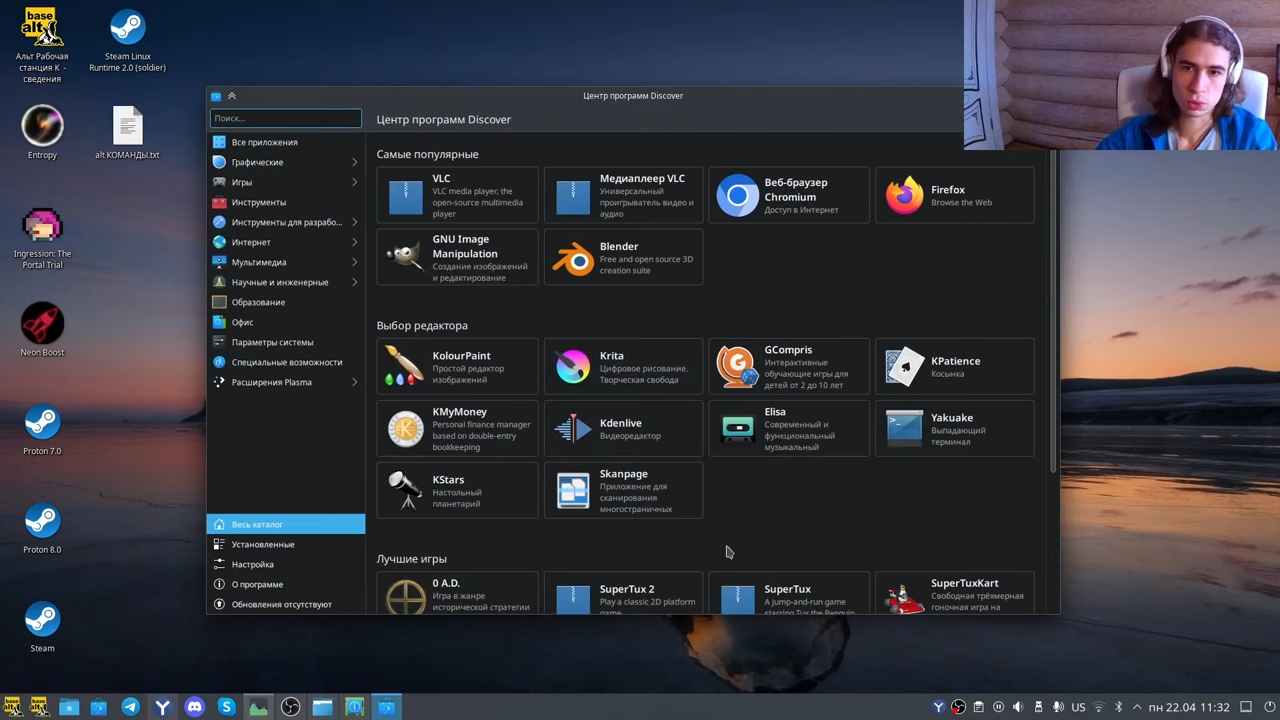 base
alt
Альт Рабочая
станция К -
сведения
Steam Linux
Runtime 2.0 (soldier)
Entropy
alt КОМАНДЫ.txt
Ingression: The
Portal Trial
Neon Boost
Proton 7.0
Proton 8.0
Steam
Центр программ Discover
Поиск...
Все приложения
Графические
Игры
Инструменты
Инструменты для разрабо...
Интернет
Мультимедиа
Научные и инженерные
Образование
Офис
Параметры системы
Специальные возможности
Расширения Plasma
Весь каталог
Установленные
Настройка
О программе
Обновления отсутствуют
Центр программ Discover
Самые популярные
VLC
VLC media player, the
open-source multimedia
player
Медиаплеер VLC
Универсальный
проигрыватель видео и
аудио
Веб-браузер
Chromium
Доступ в Интернет
Firefox
Browse the Web
GNU Image
Manipulation
Создание изображений
и редактирование
Blender
Free and open source 3D
creation suite
Выбор редактора
KolourPaint
Простой редактор
изображений
Krita
Цифровое рисование.
Творческая свобода
GCompris
Интерактивные
обучающие игры для
детей от 2 до 10 лет
KPatience
Косынка
KMyMoney
Personal finance manager
based on double-entry
bookkeeping
Kdenlive
Видеоредактор
Elisa
Современный и
функциональный
музыкальный
Yakuake
Выпадающий
терминал
KStars
Настольный
планетарий
Skanpage
Приложение для
сканирования
многостраничных
Лучшие игры
0 A.D.
Игра в жанре
исторической стратегии
SuperTux 2
Play a classic 2D platform
game
SuperTux
A jump-and-run game
starring Tux the Penguin
SuperTuxKart
Свободная трёхмерная
гоночная игра на
base
alt
base
alt
US
пн 22.04
11:32